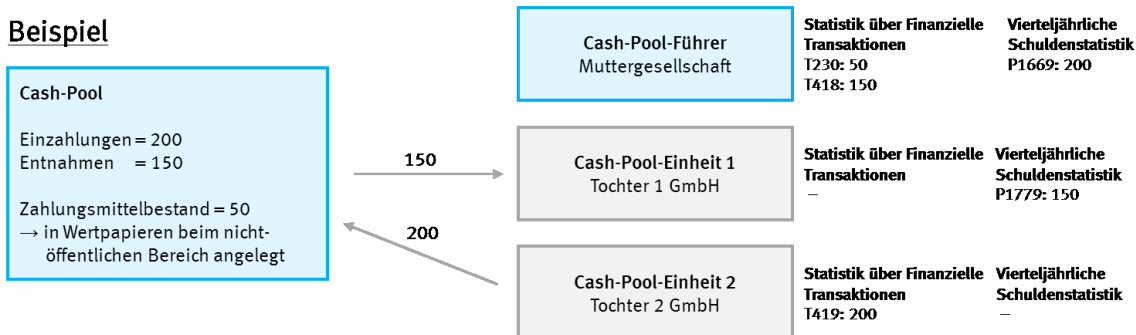 Beispiel
Cash-Pool
Einzahlungen = 200
Entnahmen = 150
Zahlungsmittelbestand = 50
→ in Wertpapieren beim nicht-
öffentlichen Bereich angelegt
150
200
Cash-Pool-Führer
Muttergesellschaft
Statistik über Finanzielle
Transaktionen
T230: 50
T418: 150
Vierteljährliche
Schuldenstatistik
P1669: 200
Cash-Pool-Einheit 1
Tochter 1 GmbH
Statistik über Finanzielle
Transaktionen
–
Vierteljährliche
Schuldenstatistik
P1779: 150
Cash-Pool-Einheit 2
Tochter 2 GmbH
Statistik über Finanzielle
Transaktionen
T419: 200
Vierteljährliche
Schuldenstatistik
–